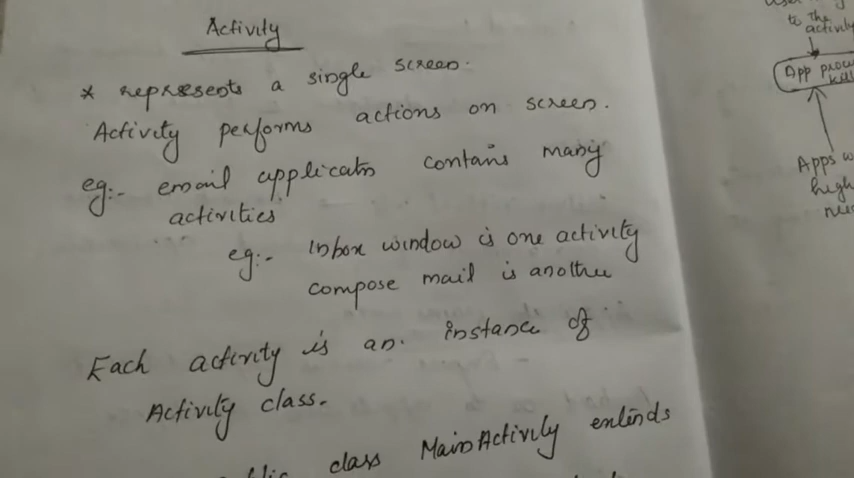 Activity
* represents a single screen.
Activity performs actions on screen.
eg:- email applicatn contains many
activities
eg:- Inbox window is one activity
compose mail is another
Each activity is an instance of
Activity class.
class MainActivity extends
to the
activity
App
kill
Apps
high